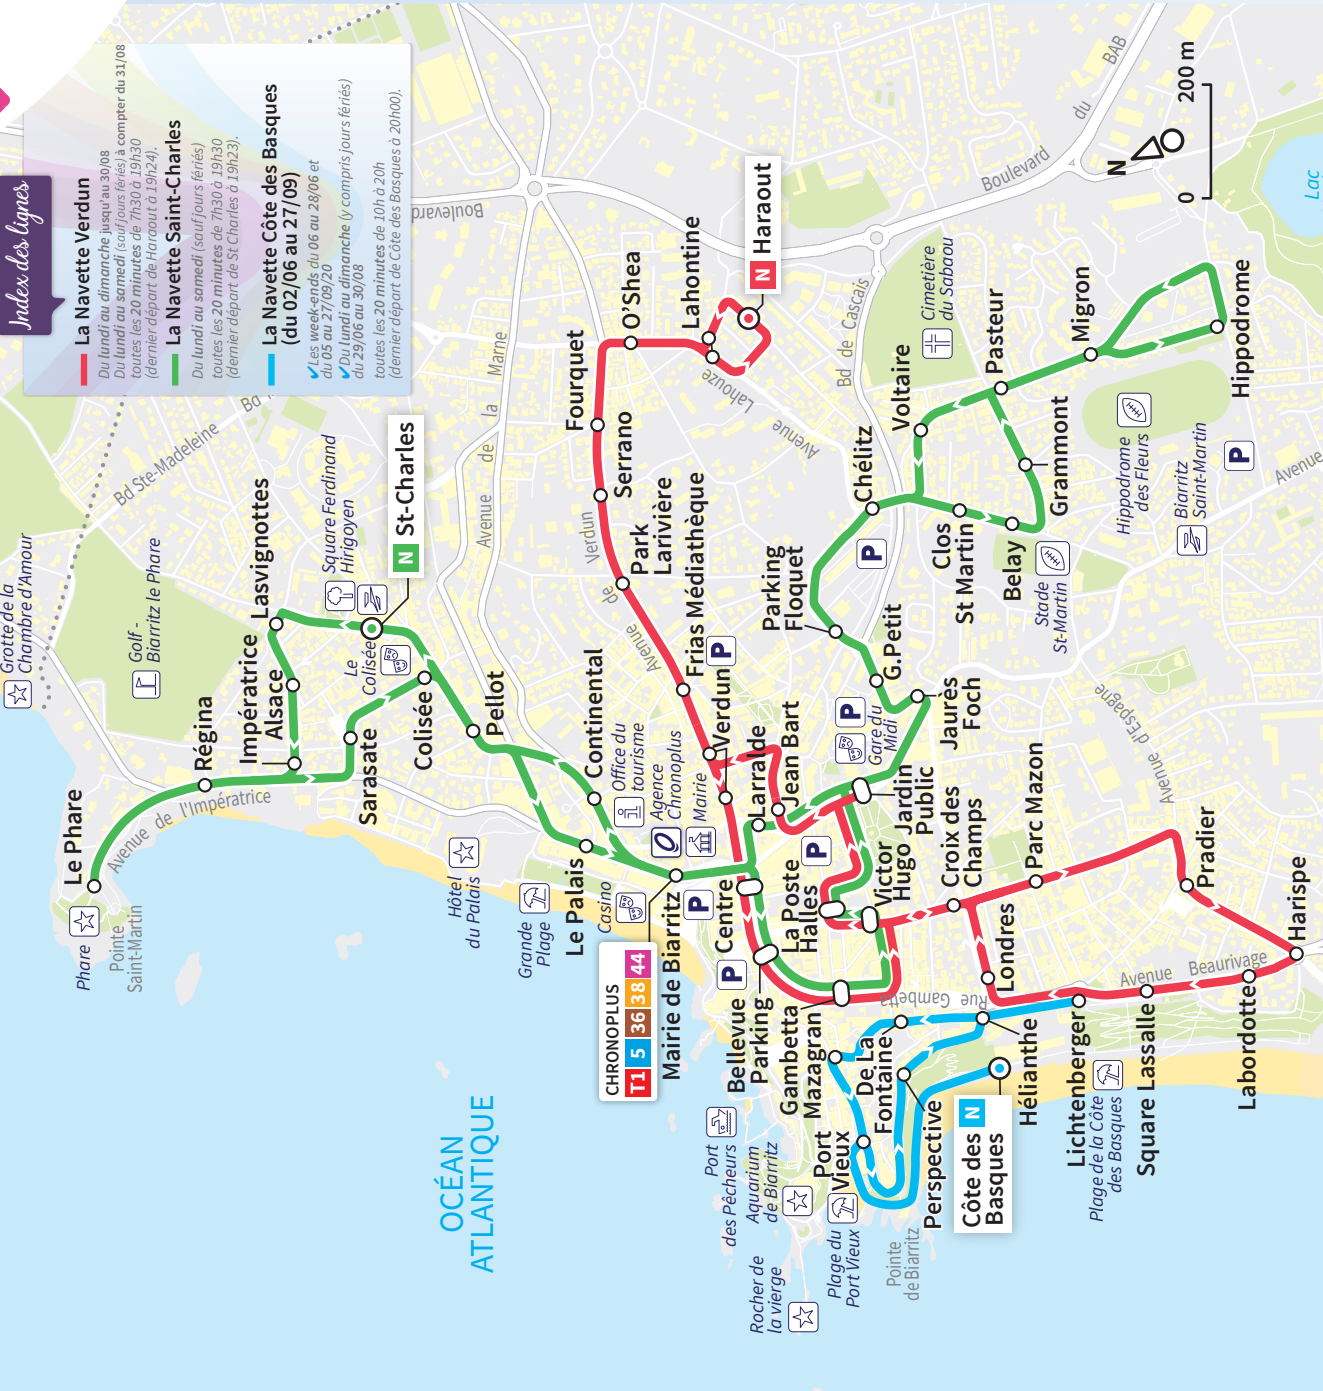 Index des lignes
La Navette Verdun
Du lundi au dimanche jusqu'au 30/08
Du lundi au samedi (sauf jours fériés) à compter du 31/08
toutes les 20 minutes de 7h30 à 19h30
(dernier départ de Haraout à 19h24).
La Navette Saint-Charles
Du lundi au samedi (sauf jours fériés)
toutes les 20 minutes de 7h30 à 19h30
(dernier départ de St Charles à 19h23).
La Navette Côte des Basques
(du 02/06 au 27/09)
✔Les week-ends du 06 au 28/06 et
du 05 au 27/09/20
✔Du lundi au dimanche (y compris jours fériés)
du 29/06 au 30/08
toutes les 20 minutes de 10h à 20h
(dernier départ de Côte des Basques à 20h00).
Grotte de la
Chambre d'Amour
Golf -
Biarritz le Phare
Bd Ste-Madeleine
Bd
Square Ferdinand
Hirigoyen
N St-Charles
Le
Colisée
Lasvignottes
Impératrice
Alsace
Régina
Le Phare
Phare
Pointe
Saint-Martin
Avenue de l'Impératrice
Sarasate
Colisée
Pellot
Continental
Avenue de la Marne
Boulevard
Boulevard du BAB
N
0 200 m
Lac
N Haraout
Lahontine
O'Shea
Fourquet
Serrano
Park
Larivière
Frias Médiathèque
P
Verdun
Avenue de Verdun
Avenue Lahouze
Bd de Cascais
Cimetière
du Sabaou
Voltaire
Pasteur
Migron
Hippodrome
Grammont
Hippodrome
des Fleurs
Biarritz
Saint-Martin
P
Avenue
Chélitz
P
Clos
St Martin
Belay
Stade
St-Martin
Parking
Floquet
G.Petit
Jaurès
Foch
P
Gare du
Midi
Jardin
Public
Larralde
Jean Bart
P
Office du
tourisme
Agence
Chronoplus
Mairie
Hôtel
du Palais
Grande
Plage
Le Palais
Casino
P
CHRONOPLUS
T1 5 36 38 44
Mairie de Biarritz
Centre
P
La Poste
Halles
Victor
Hugo
Croix des
Champs
Parc Mazon
Avenue d'Espagne
Pradier
Harispe
Londres
Avenue Beaurivage
Rue Gambetta
Bellevue
Parking
Gambetta
Mazagran
De La
Fontaine
Port
Vieux
Perspective
Hélianthe
Côte des
Basques
N
Lichtenberger
Square Lassalle
Labordotte
Plage de la Côte
des Basques
Port
des Pêcheurs
Aquarium
de Biarritz
Rocher de
la vierge
Plage du
Port Vieux
Pointe
de Biarritz
OCÉAN
ATLANTIQUE